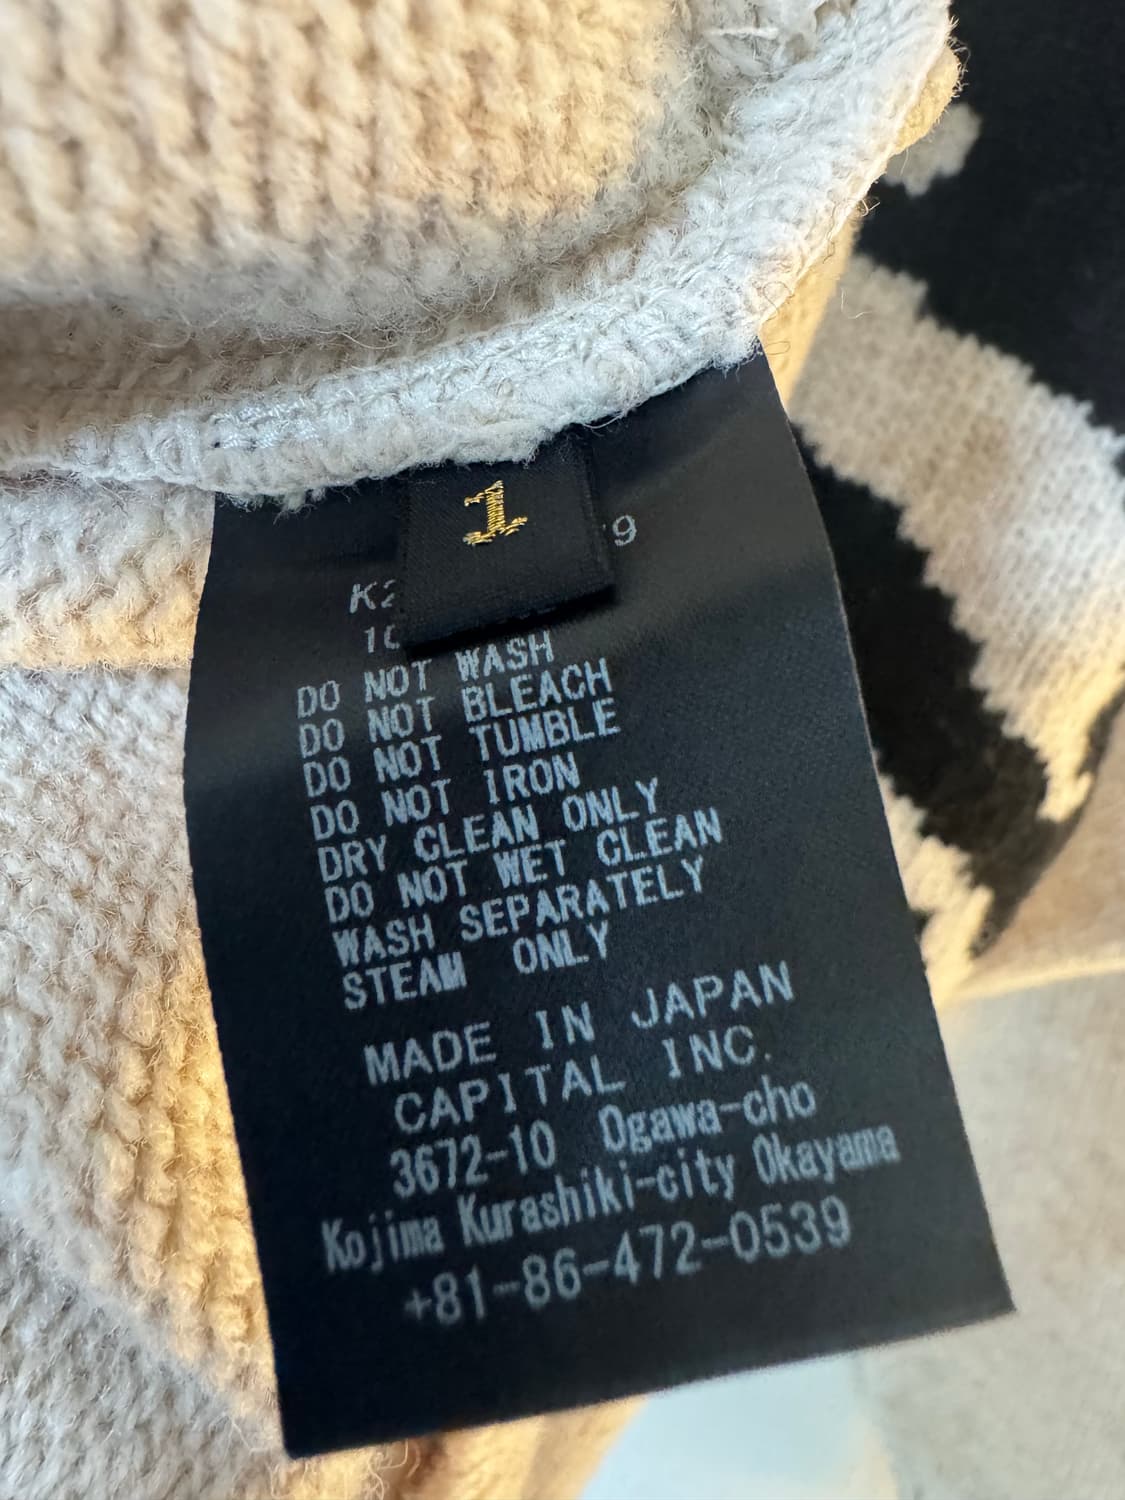 1
DO NOT WASH
DO NOT BLEACH
DO NOT TUMBLE
DO NOT IRON
DRY CLEAN ONLY
DO NOT WET CLEAN
WASH SEPARATELY
STEAM ONLY
MADE IN JAPAN
CAPITAL INC.
3672-10 Ogawa-cho
Kojima Kurashiki-city Okayama
+81-86-472-0539